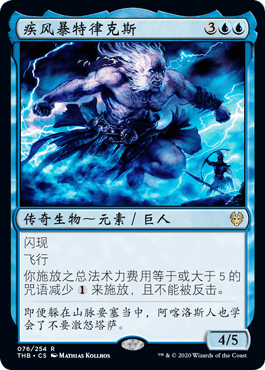 疾风暴特律克斯 3
传奇生物～元素／巨人
闪现
飞行
你施放之总法术力费用等于或大于 5 的
咒语减少 1 来施放，且不能被反击。
即便躲在山脉要塞当中，阿喀洛斯人也学
会了不要激怒塔萨。
4/5
076/254 R
THB • CS MATHIAS KOLLROS
™ & © 2020 Wizards of the Coast